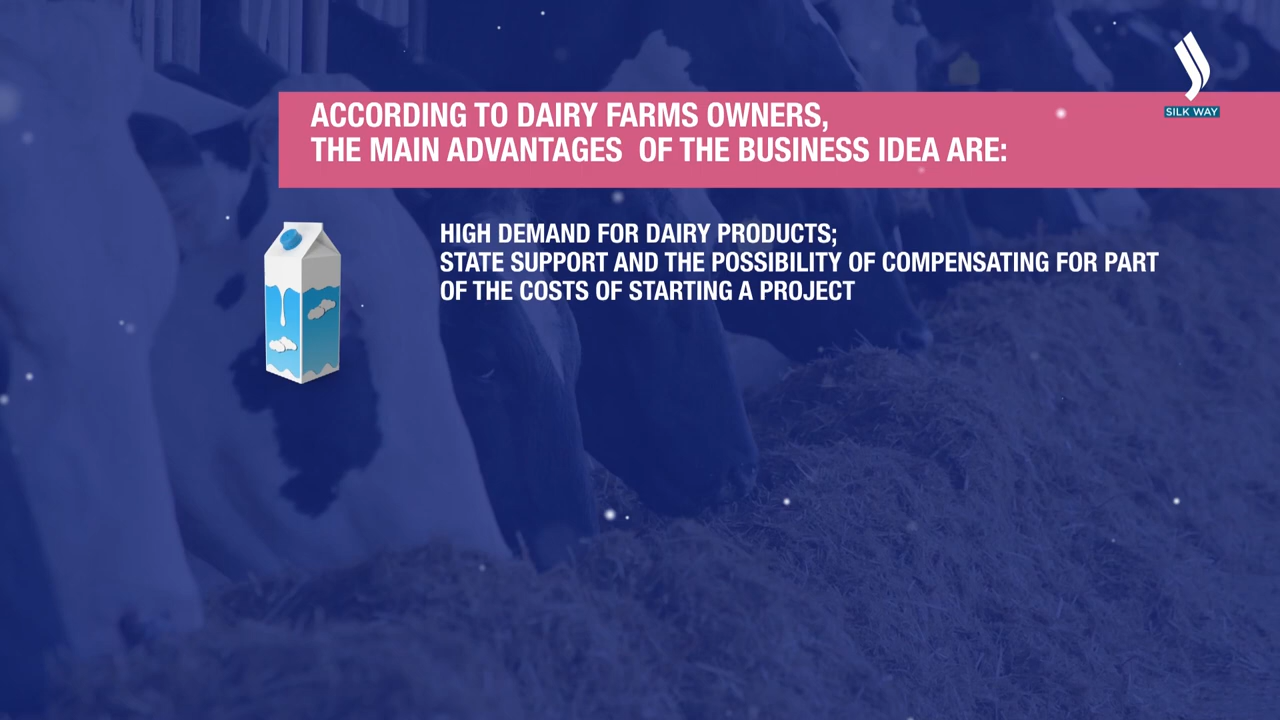 SILK WAY
ACCORDING TO DAIRY FARMS OWNERS,
THE MAIN ADVANTAGES  OF THE BUSINESS IDEA ARE:
HIGH DEMAND FOR DAIRY PRODUCTS;
STATE SUPPORT AND THE POSSIBILITY OF COMPENSATING FOR PART
OF THE COSTS OF STARTING A PROJECT